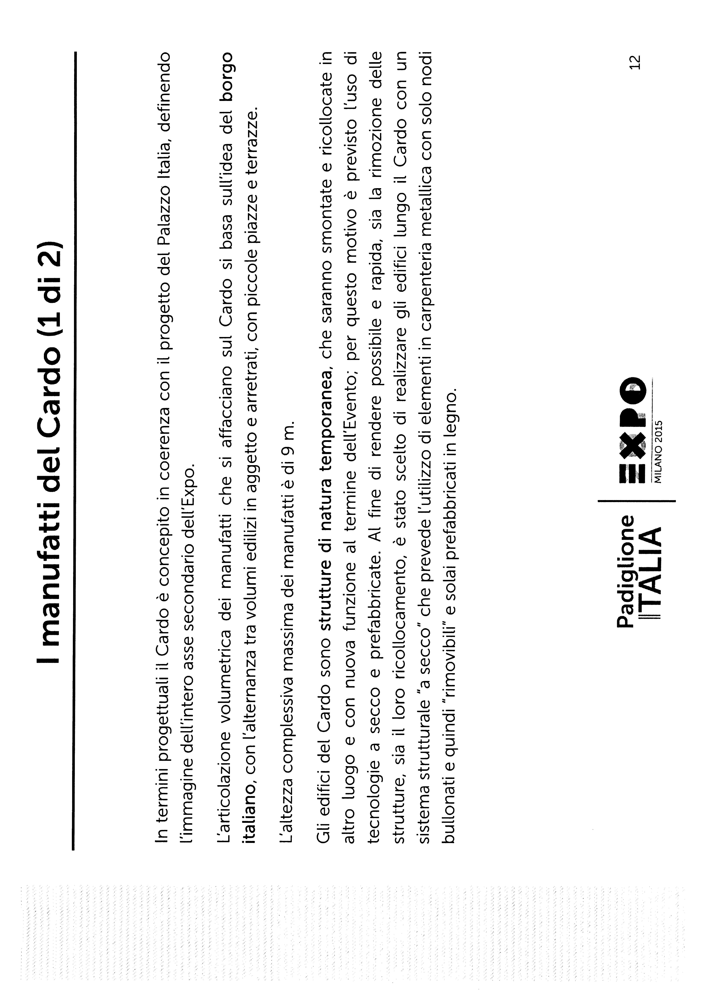 I manufatti del Cardo (1 di 2)
In termini progettuali il Cardo è concepito in coerenza con il progetto del Palazzo Italia, definendo
l'immagine dell'intero asse secondario dell'Expo.
L'articolazione volumetrica dei manufatti che si affacciano sul Cardo si basa sull'idea del borgo
italiano, con l'alternanza tra volumi edilizi in aggetto e arretrati, con piccole piazze e terrazze.
L'altezza complessiva massima dei manufatti è di 9 m.
Gli edifici del Cardo sono strutture di natura temporanea, che saranno smontate e ricollocate in
altro luogo e con nuova funzione al termine dell'Evento; per questo motivo è previsto l'uso di
tecnologie a secco e prefabbricate. Al fine di rendere possibile e rapida, sia la rimozione delle
strutture, sia il loro ricollocamento, è stato scelto di realizzare gli edifici lungo il Cardo con un
sistema strutturale “a secco” che prevede l'utilizzo di elementi in carpenteria metallica con solo nodi
bullonati e quindi “rimovibili” e solai prefabbricati in legno.
Padiglione
ITALIA
EXPO
MILANO 2015
12